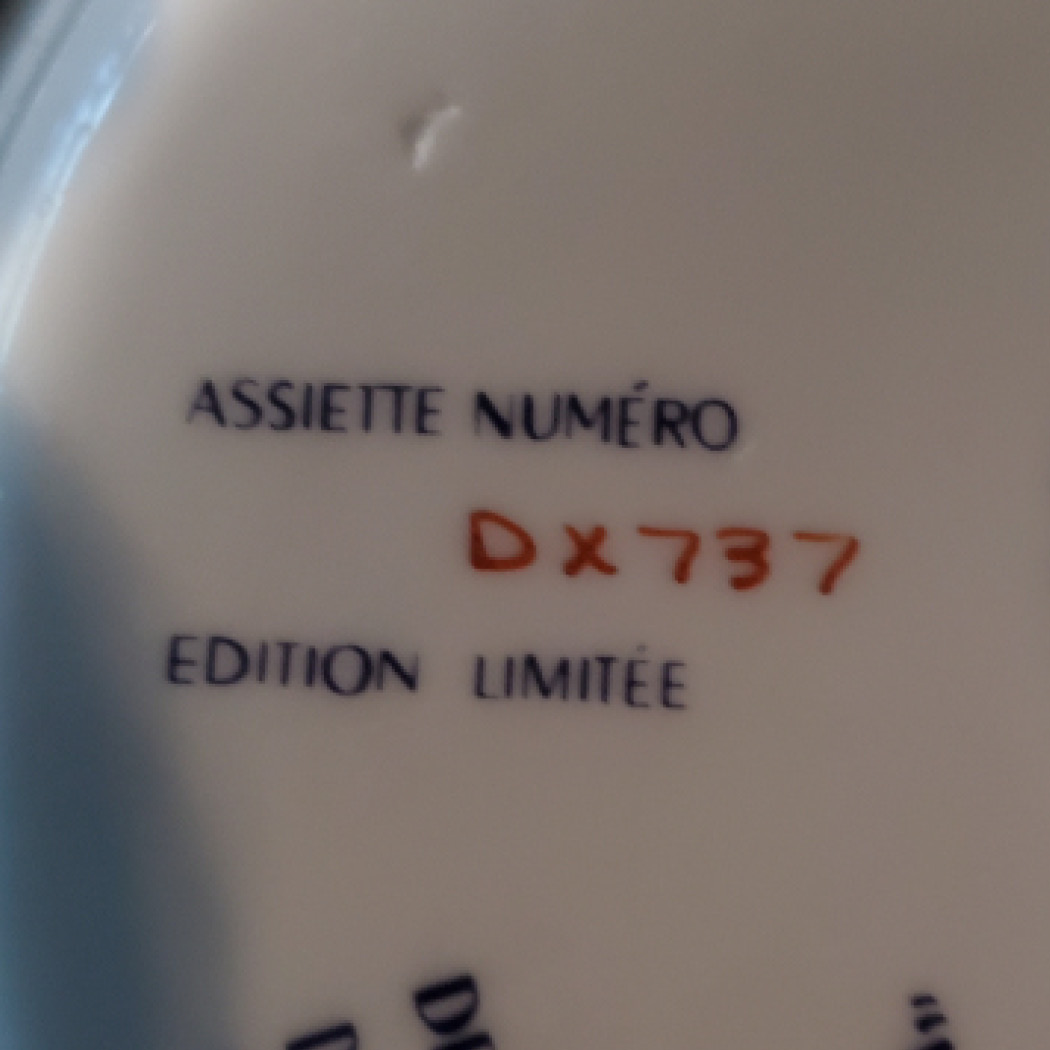 ASSIETTE NUMÉRO
DX737
EDITION LIMITÉE